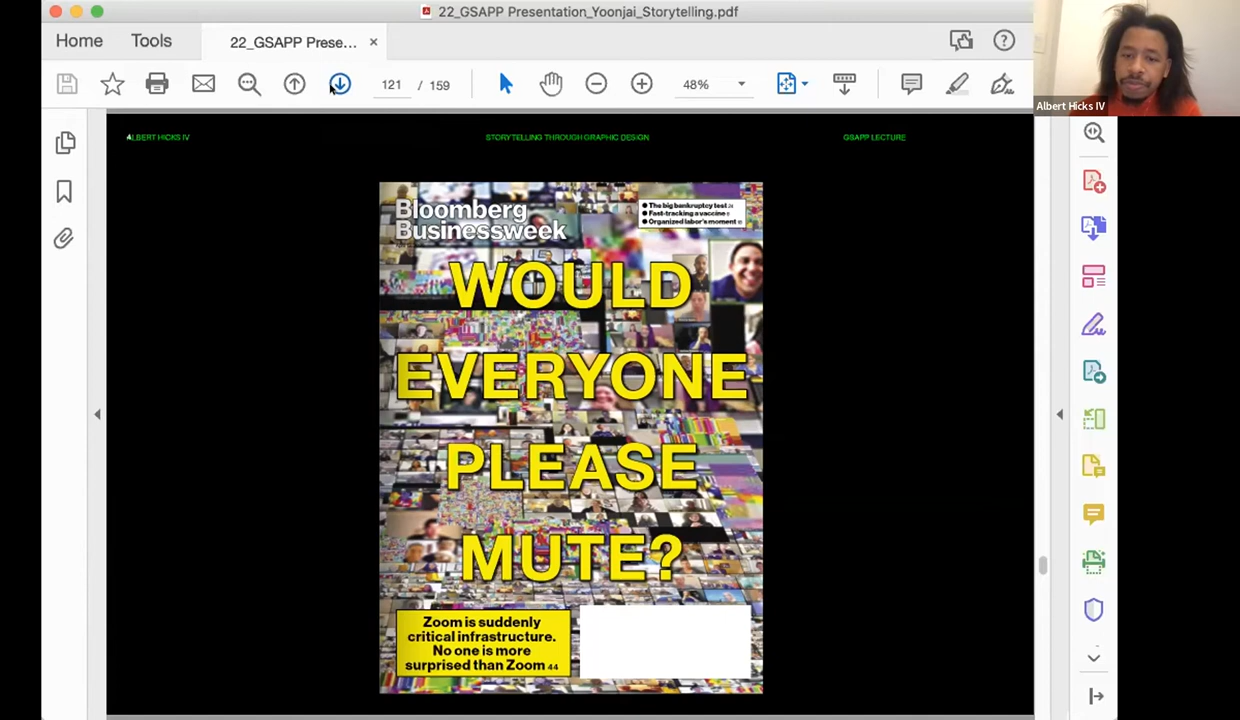 22_GSAPP Presentation_Yoonjai_Storytelling.pdf
Home
Tools
22_GSAPP Prese...
121 / 159
48%
Albert Hicks IV
ALBERT HICKS IV
STORYTELLING THROUGH GRAPHIC DESIGN
GSAPP LECTURE
Bloomberg
Businessweek
The big bankruptcy test
Fast-tracking a vaccine
Organized labor's moment
WOULD
EVERYONE
PLEASE
MUTE?
Zoom is suddenly
critical infrastructure.
No one is more
surprised than Zoom 44